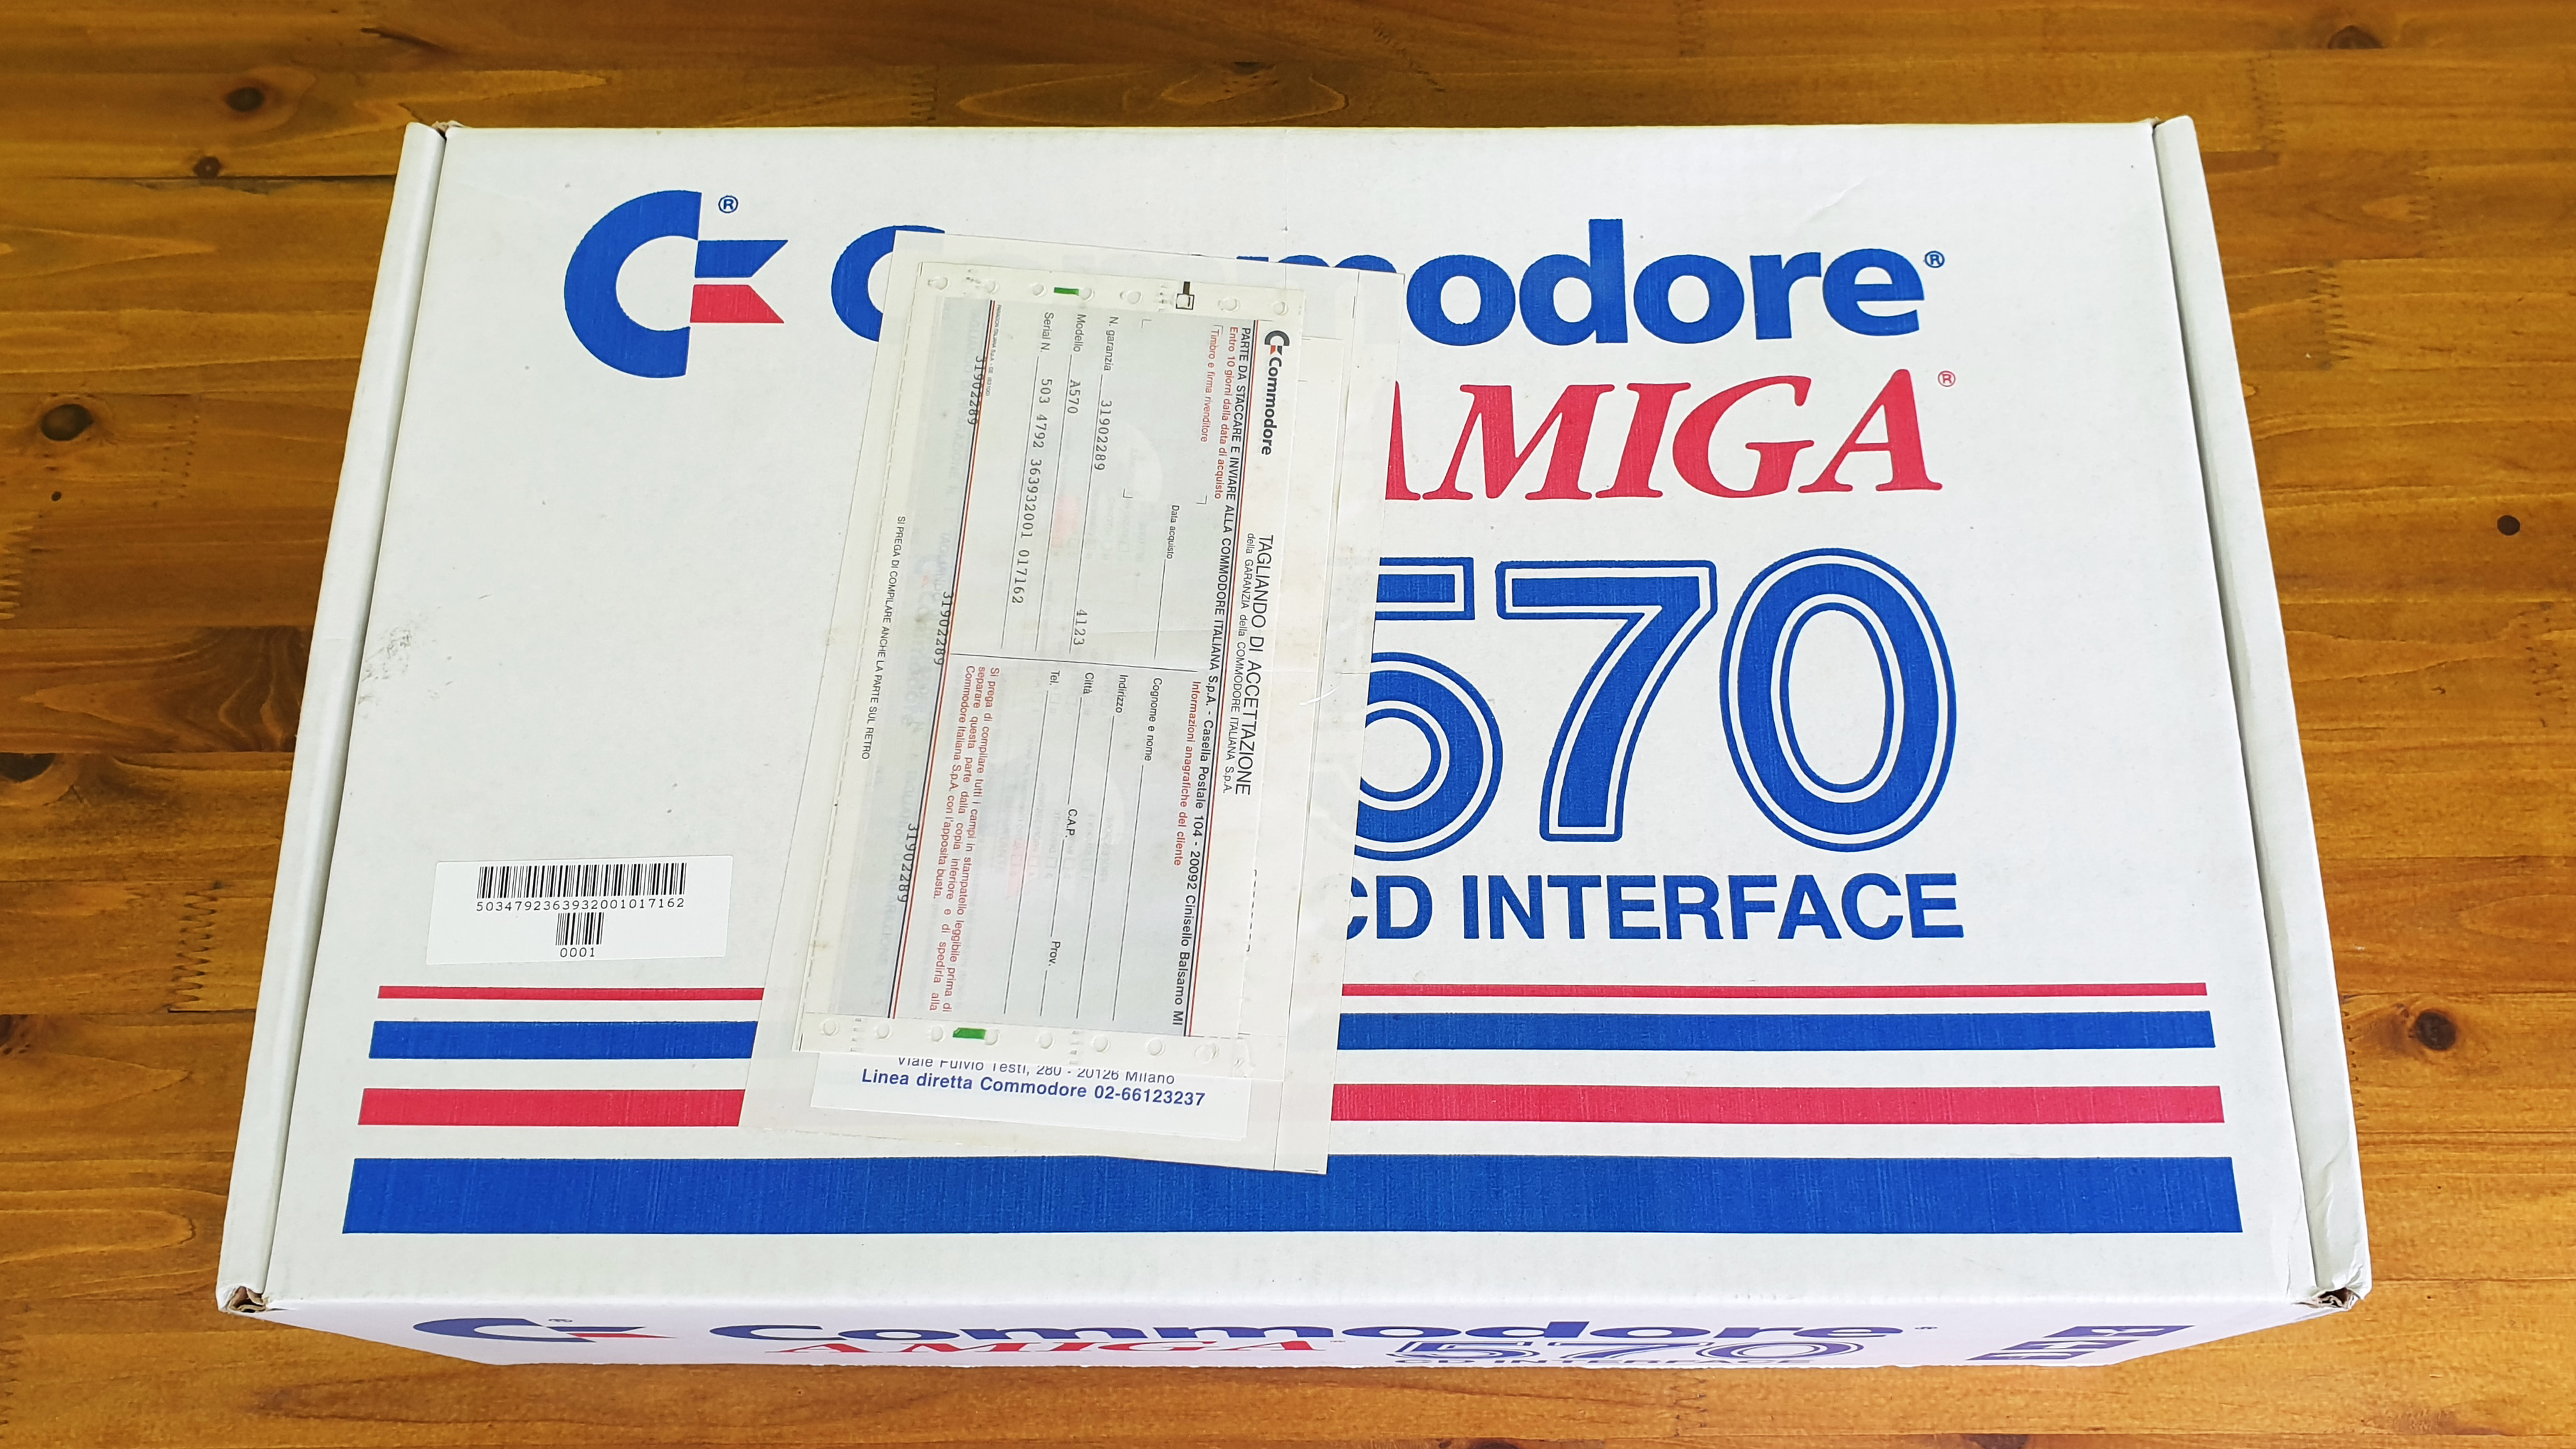 Commodore®
AMIGA®
570
CD INTERFACE
Commodore
TAGLIANDO DI ACCETTAZIONE
della GARANZIA della COMMODORE ITALIANA S.p.A.
PARTE DA STACCARE E INVIARE ALLA COMMODORE ITALIANA S.p.A. - Casella Postale 104 - 20092 Cinisello Balsamo MI
Entro 10 giorni dalla data di acquisto
Timbro e firma rivenditore
Data acquisto
N. garanzia 31902289
Modello A570 4123
Serial N. 503 4792 363932001 017162
Informazioni anagrafiche del cliente
Cognome e nome
Indirizzo
Città C.A.P. Prov.
Tel.
Si prega di compilare tutti i campi in stampatello leggibile prima di
separare questa parte dalla copia inferiore e di spedirla alla
Commodore Italiana S.p.A. con l'apposita busta.
31902289 31902289 31902289
SI PREGA DI COMPILARE ANCHE LA PARTE SUL RETRO
Viale Fulvio Testi, 280 - 20126 Milano
Linea diretta Commodore 02-66123237
5034792363932001017162
0001
Commodore®
AMIGA 570
CD INTERFACE